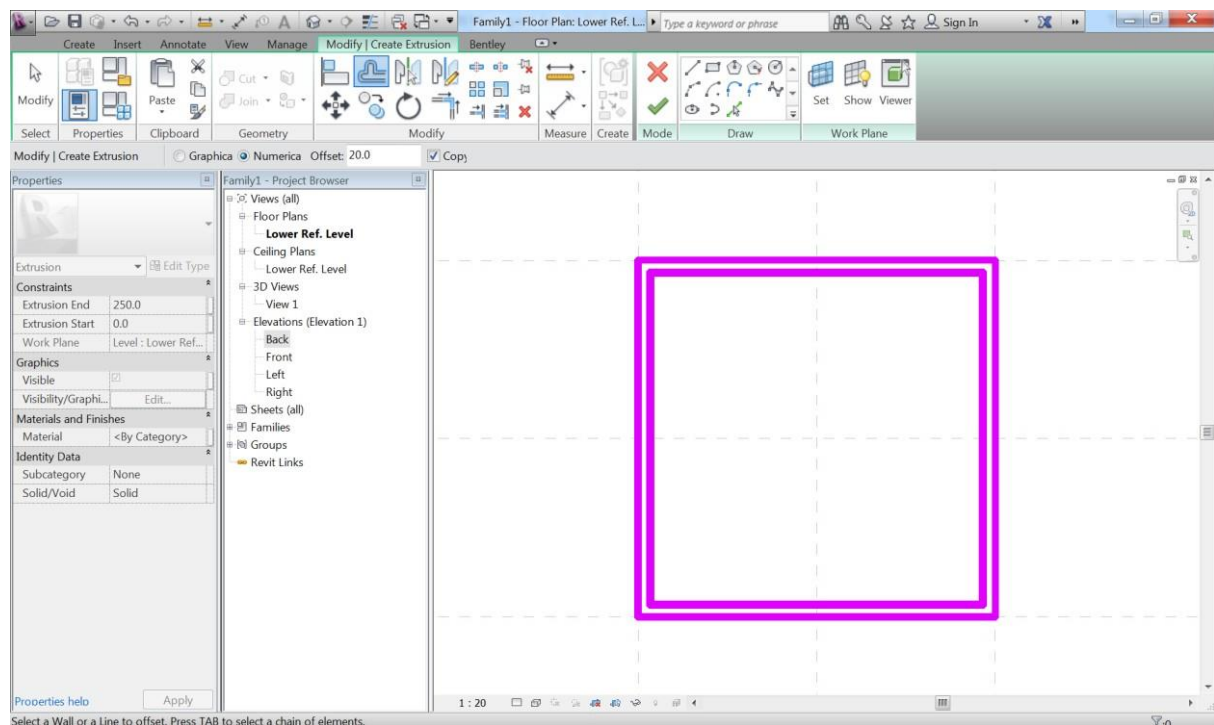 Family1 - Floor Plan: Lower Ref. L...
Type a keyword or phrase
Sign In
Create Insert Annotate View Manage Modify | Create Extrusion Bentley
Modify
Paste
Cut
Join
Set Show Viewer
Select Properties Clipboard Geometry Modify Measure Create Mode Draw Work Plane
Modify | Create Extrusion Graphica Numerica Offset: 20.0 Copy
Properties
Extrusion Edit Type
Constraints
Extrusion End 250.0
Extrusion Start 0.0
Work Plane Level : Lower Ref...
Graphics
Visible
Visibility/Graphi... Edit...
Materials and Finishes
Material <By Category>
Identity Data
Subcategory None
Solid/Void Solid
Properties help Apply
Family1 - Project Browser
Views (all)
Floor Plans
Lower Ref. Level
Ceiling Plans
Lower Ref. Level
3D Views
View 1
Elevations (Elevation 1)
Back
Front
Left
Right
Sheets (all)
Families
Groups
Revit Links
1 : 20
Select a Wall or a Line to offset. Press TAB to select a chain of elements.
:0